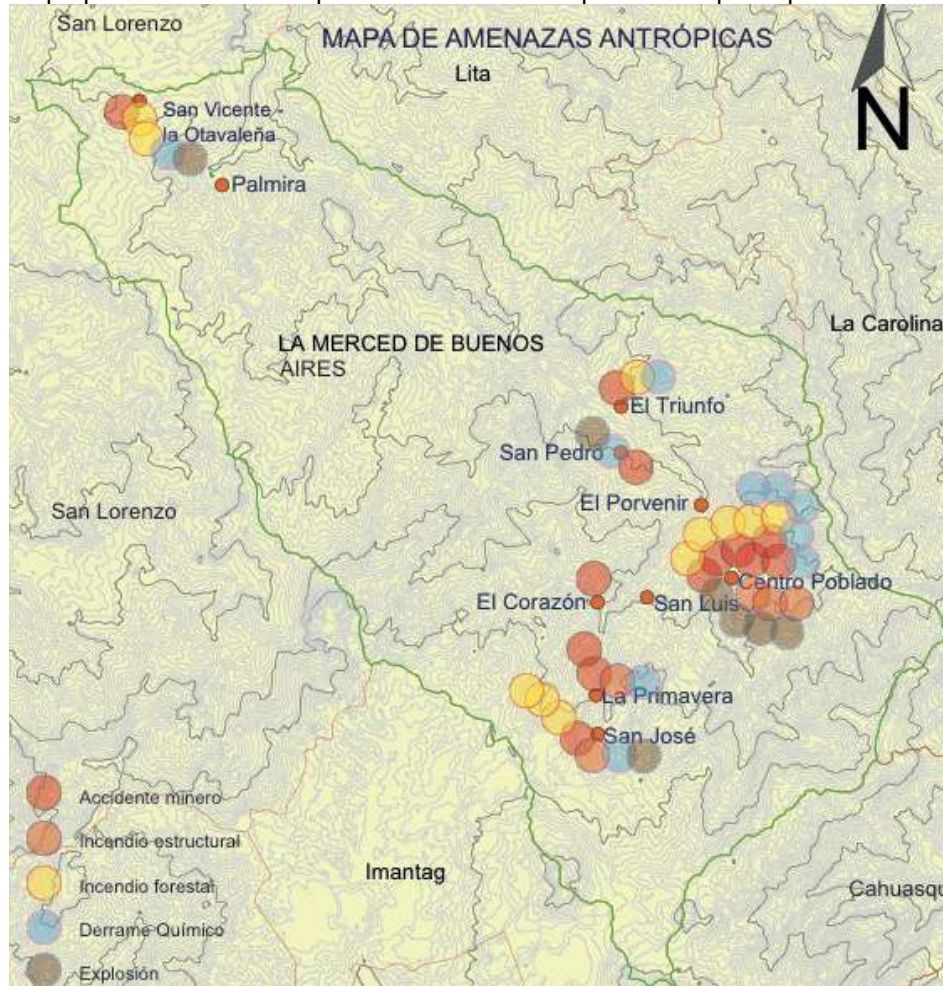 San Lorenzo
MAPA DE AMENAZAS ANTRÓPICAS
Lita
N
San Vicente -
la Otavaleña
Palmira
La Carolina
LA MERCED DE BUENOS
AIRES
El Triunfo
San Pedro
El Porvenir
San Lorenzo
Centro Poblado
El Corazón
San Luis
La Primavera
San José
Accidente minero
Incendio estructural
Imantag
Incendio forestal
Cahuasqu
Derrame Químico
Explosión